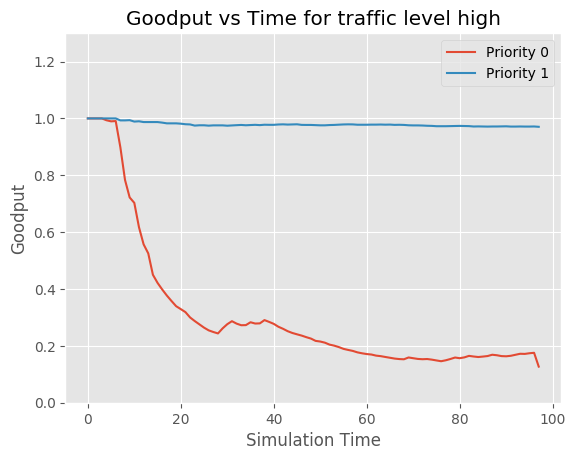 Goodput vs Time for traffic level high
Priority 0
Priority 1
1.2
1.0
0.8
0.6
0.4
0.2
0.0
Goodput
0 20 40 60 80 100
Simulation Time